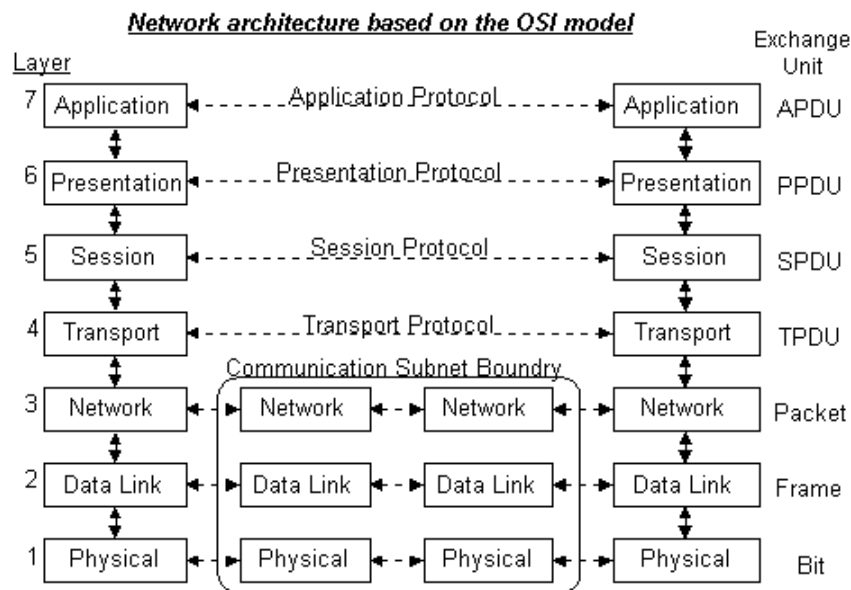 Network architecture based on the OSI model
Layer
Exchange
Unit
7 Application Application Protocol Application APDU
6 Presentation Presentation Protocol Presentation PPDU
5 Session Session Protocol Session SPDU
4 Transport Transport Protocol Transport TPDU
Communication Subnet Boundry
3 Network Network Network Network Packet
2 Data Link Data Link Data Link Data Link Frame
1 Physical Physical Physical Physical Bit